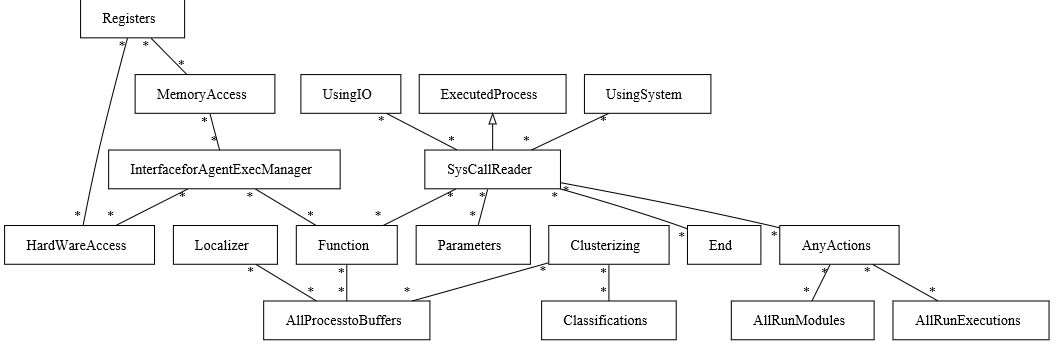 Registers
MemoryAccess
UsingIO
ExecutedProcess
UsingSystem
InterfaceforAgentExecManager
SysCallReader
HardWareAccess
Localizer
Function
Parameters
Clusterizing
End
AnyActions
AllProcesstoBuffers
Classifications
AllRunModules
AllRunExecutions